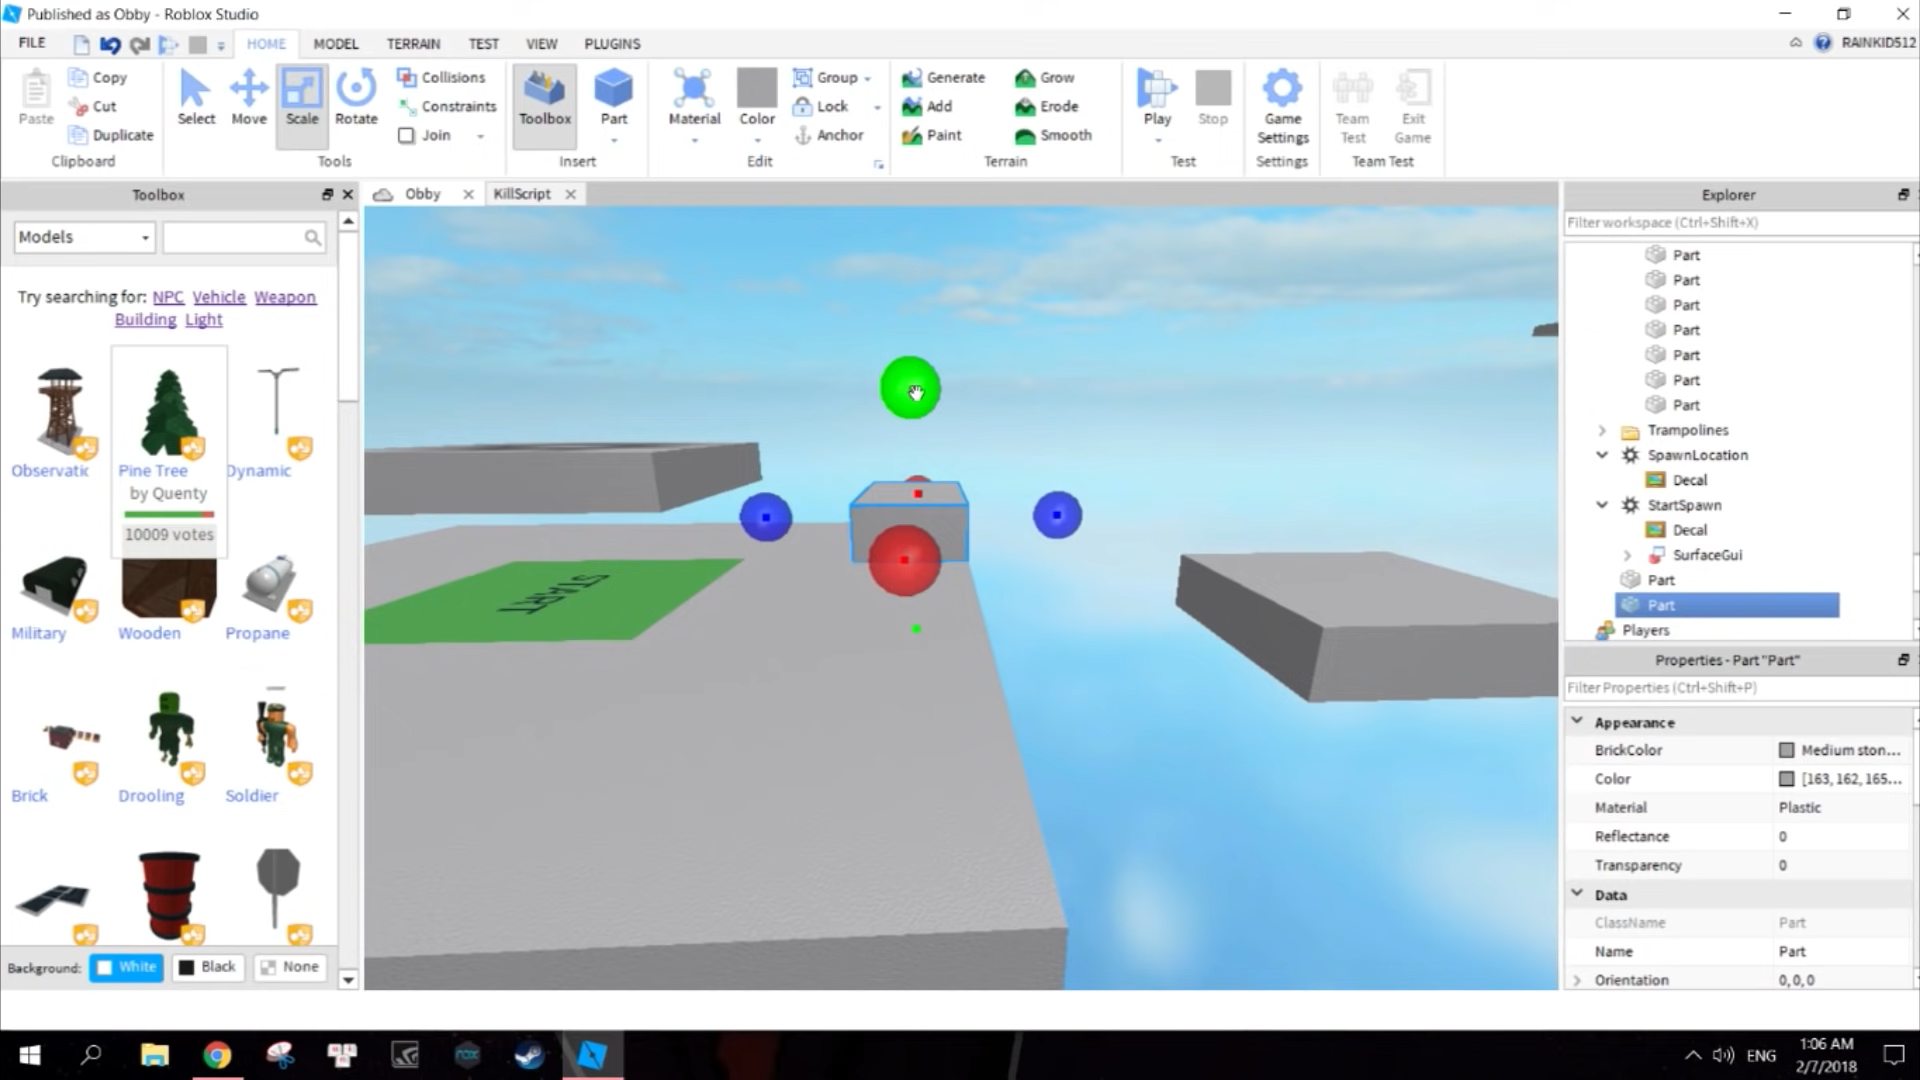 Published as Obby - Roblox Studio
FILE
HOME
MODEL
TERRAIN
TEST
VIEW
PLUGINS
RAINKID512
Paste
Copy
Cut
Duplicate
Clipboard
Select
Move
Scale
Rotate
Collisions
Constraints
Join
Tools
Toolbox
Part
Insert
Material
Color
Group
Lock
Anchor
Edit
Generate
Add
Paint
Grow
Erode
Smooth
Terrain
Play
Stop
Test
Game
Settings
Settings
Team
Test
Exit
Game
Team Test
Toolbox
Models
Try searching for: NPC Vehicle Weapon
Building Light
Observatic
Pine Tree
Dynamic
by Quenty
10009 votes
Military
Wooden
Propane
Brick
Drooling
Soldier
Background:
White
Black
None
Obby
KillScript
START
Explorer
Filter workspace (Ctrl+Shift+X)
Part
Part
Part
Part
Part
Part
Part
Trampolines
SpawnLocation
Decal
StartSpawn
Decal
SurfaceGui
Part
Part
Players
Properties - Part "Part"
Filter Properties (Ctrl+Shift+P)
Appearance
BrickColor Medium ston...
Color [163, 162, 165...
Material Plastic
Reflectance 0
Transparency 0
Data
ClassName Part
Name Part
Orientation 0,0,0
ENG
1:06 AM
2/7/2018